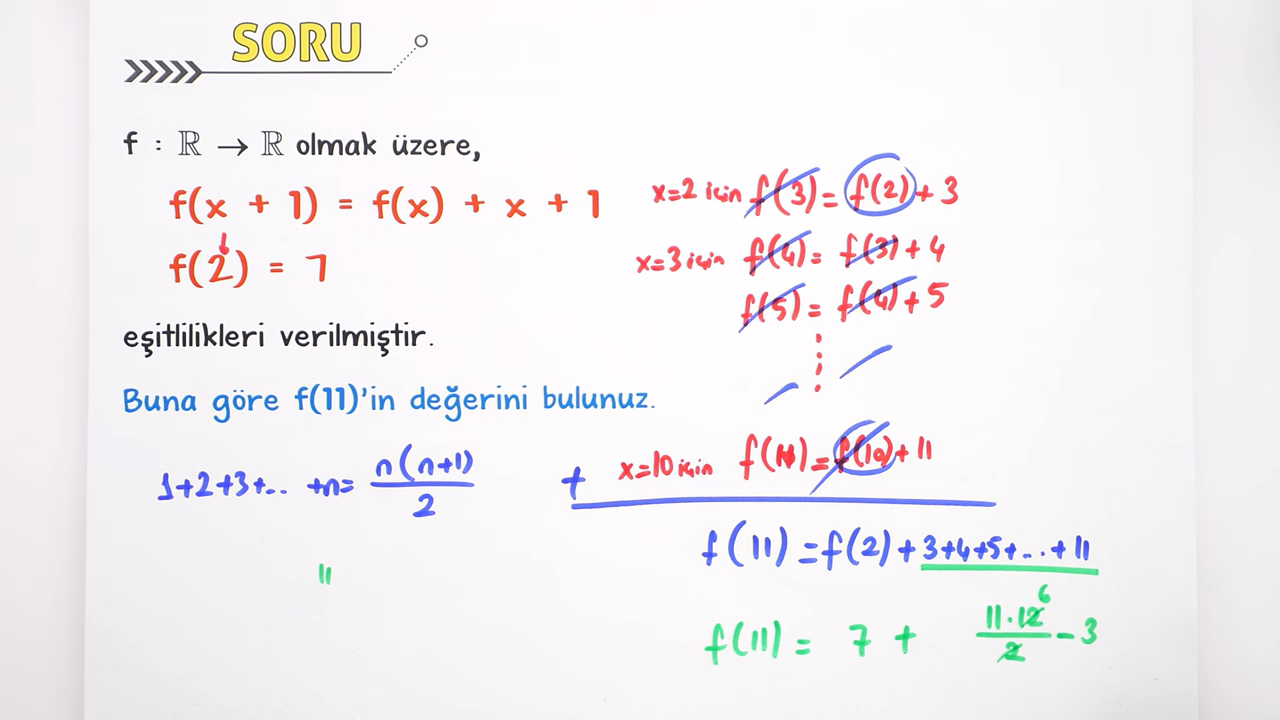 SORU
f : ℝ → ℝ olmak üzere,
f(x + 1) = f(x) + x + 1
f(2) = 7
eşitlilikleri verilmiştir.
Buna göre f(11)'in değerini bulunuz.
1+2+3+... +n= n(n+1)/2
11
x=2 için f(3)= f(2)+3
x=3 için f(4)= f(3)+4
f(5)= f(4)+5
x=10 için f(11)=f(10)+11
+
f(11)=f(2)+3+4+5+...+11
f(11)= 7 + 11·12/2 -3
6